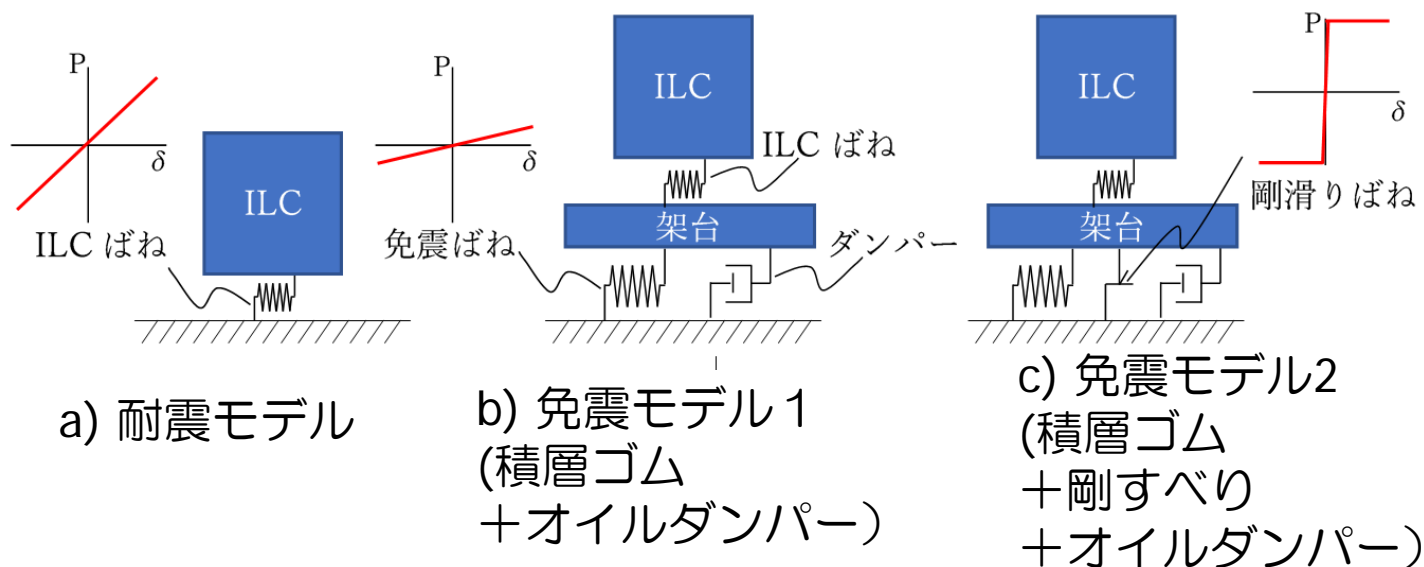 P
δ
ILC
ILC ばね
a) 耐震モデル
P
δ
ILC
ILC ばね
架台
免震ばね
ダンパー
b) 免震モデル１
(積層ゴム
＋オイルダンパー）
ILC
P
δ
剛滑りばね
架台
c) 免震モデル2
(積層ゴム
＋剛すべり
＋オイルダンパー）